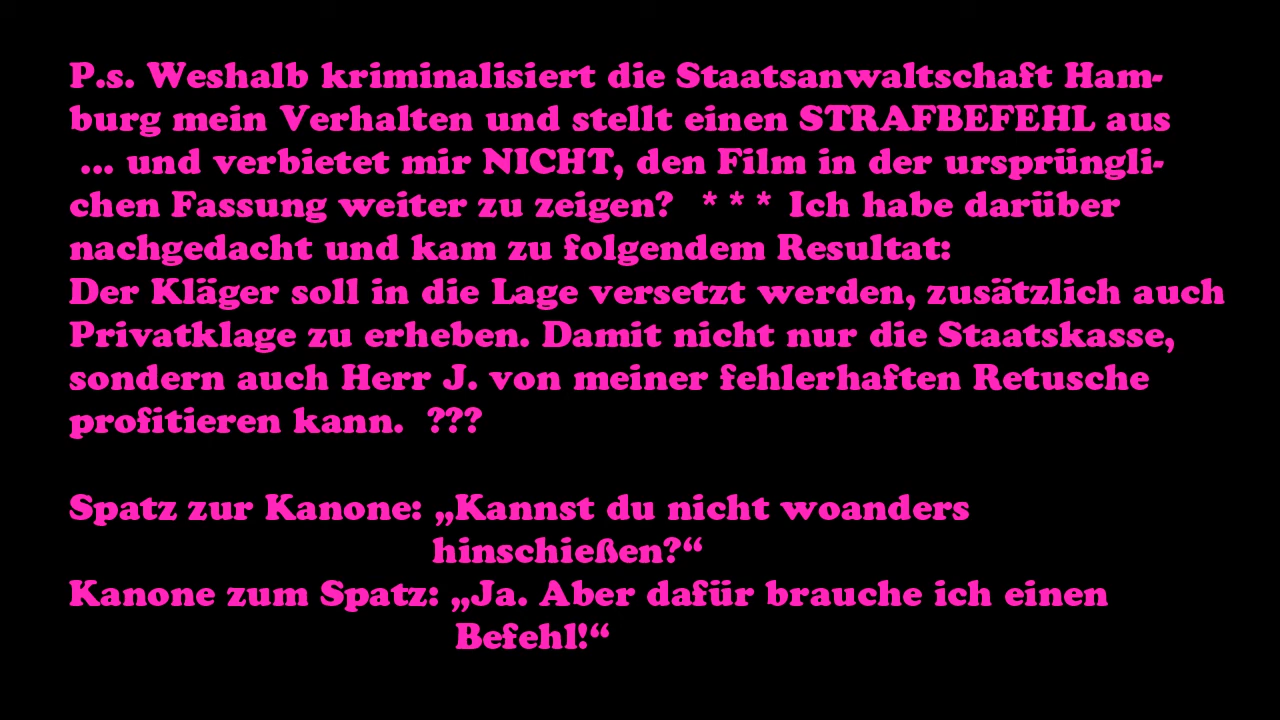 P.s. Weshalb kriminalisiert die Staatsanwaltschaft Ham-
burg mein Verhalten und stellt einen STRAFBEFEHL aus
... und verbietet mir NICHT, den Film in der ursprüngli-
chen Fassung weiter zu zeigen? * * * Ich habe darüber
nachgedacht und kam zu folgendem Resultat:
Der Kläger soll in die Lage versetzt werden, zusätzlich auch
Privatklage zu erheben. Damit nicht nur die Staatskasse,
sondern auch Herr J. von meiner fehlerhaften Retusche
profitieren kann. ???
Spatz zur Kanone: „Kannst du nicht woanders
hinschießen?“
Kanone zum Spatz: „Ja. Aber dafür brauche ich einen
Befehl!“